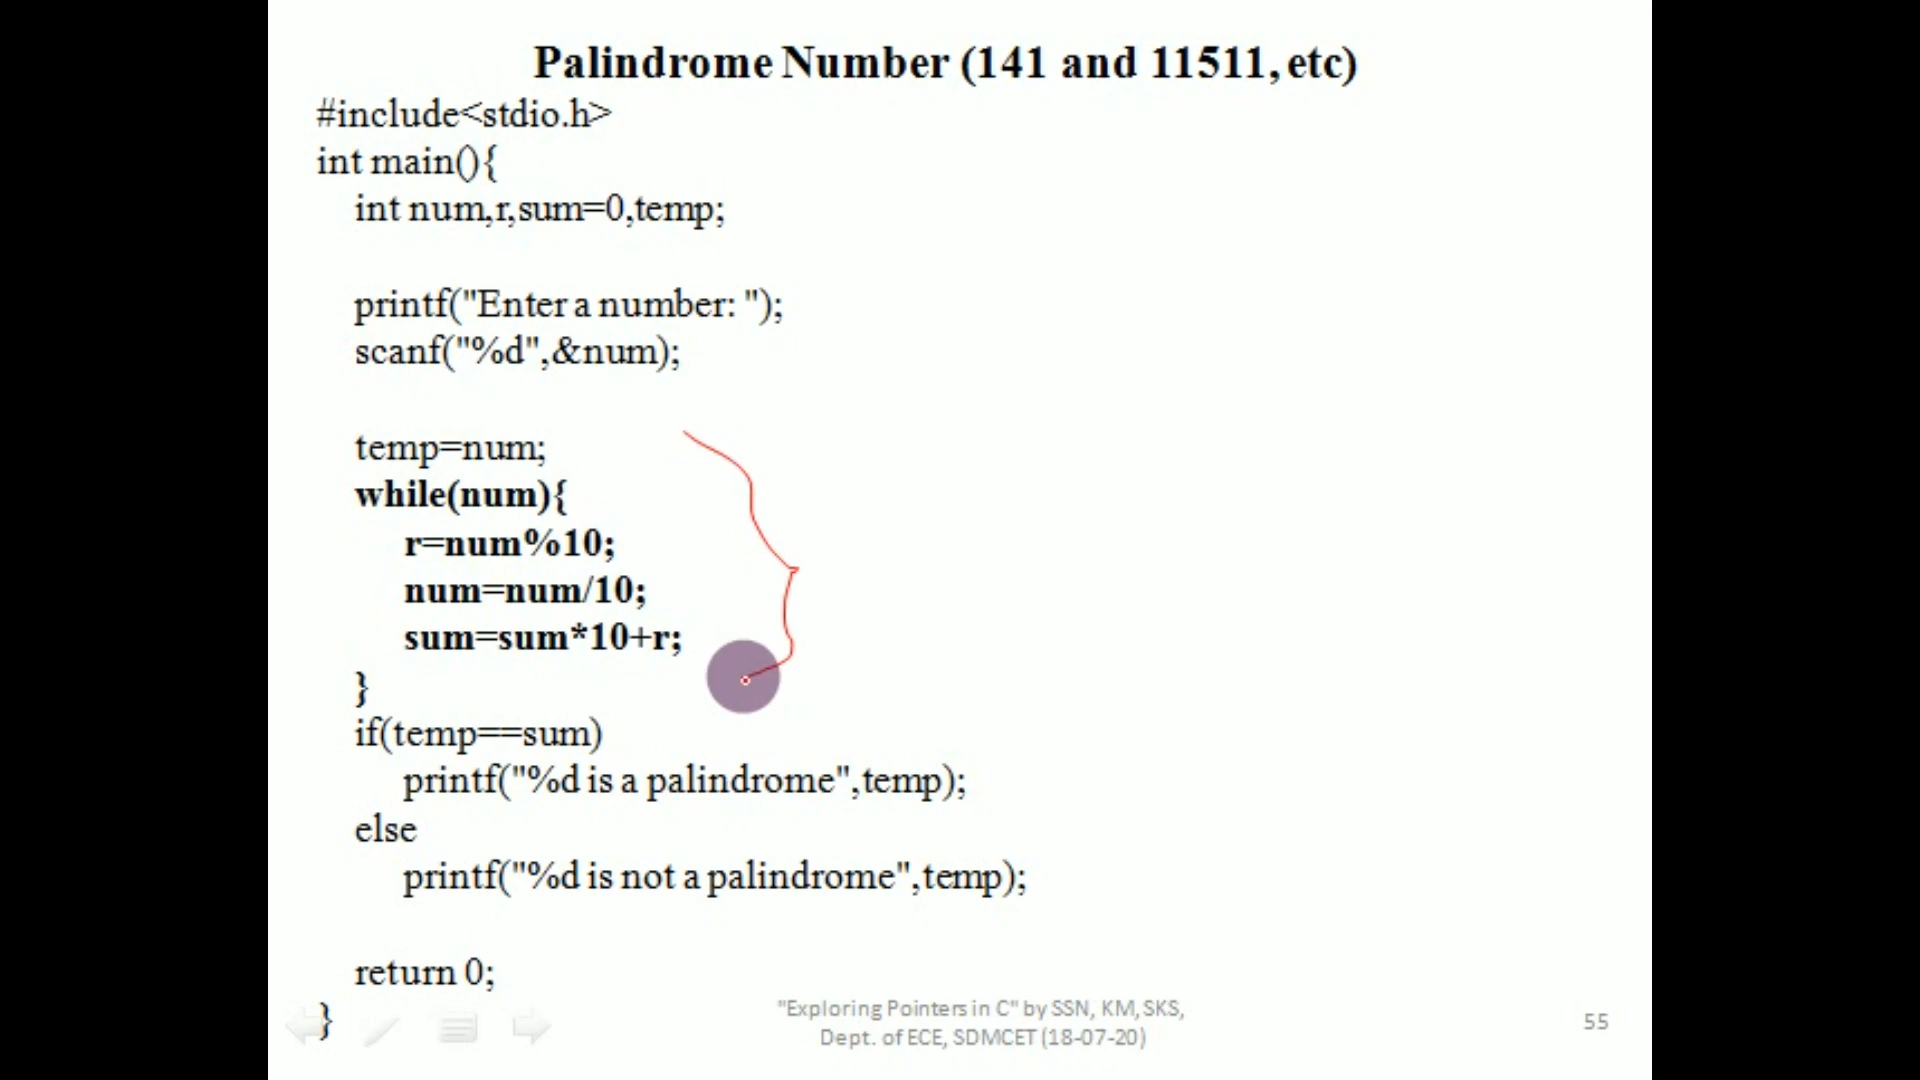 Palindrome Number (141 and 11511, etc)
#include<stdio.h>
int main(){
int num,r,sum=0,temp;
printf("Enter a number: ");
scanf("%d",&num);
temp=num;
while(num){
r=num%10;
num=num/10;
sum=sum*10+r;
}
if(temp==sum)
printf("%d is a palindrome",temp);
else
printf("%d is not a palindrome",temp);
return 0;
}
"Exploring Pointers in C" by SSN, KM, SKS,
Dept. of ECE, SDMCET (18-07-20)
55